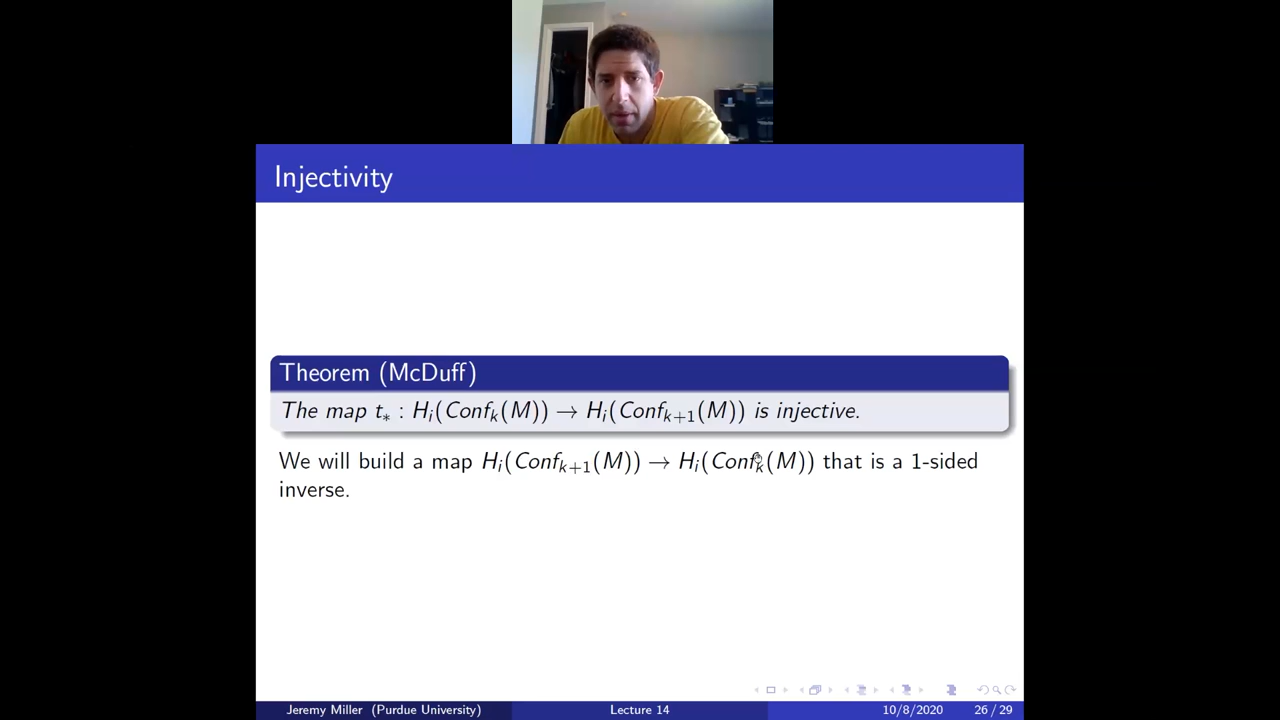 Injectivity
Theorem (McDuff)
The map t∗ : Hᵢ(Confₖ(M)) → Hᵢ(Confₖ₊₁(M)) is injective.
We will build a map Hᵢ(Confₖ₊₁(M)) → Hᵢ(Confₖ(M)) that is a 1-sided
inverse.
Jeremy Miller (Purdue University) Lecture 14 10/8/2020 26 / 29